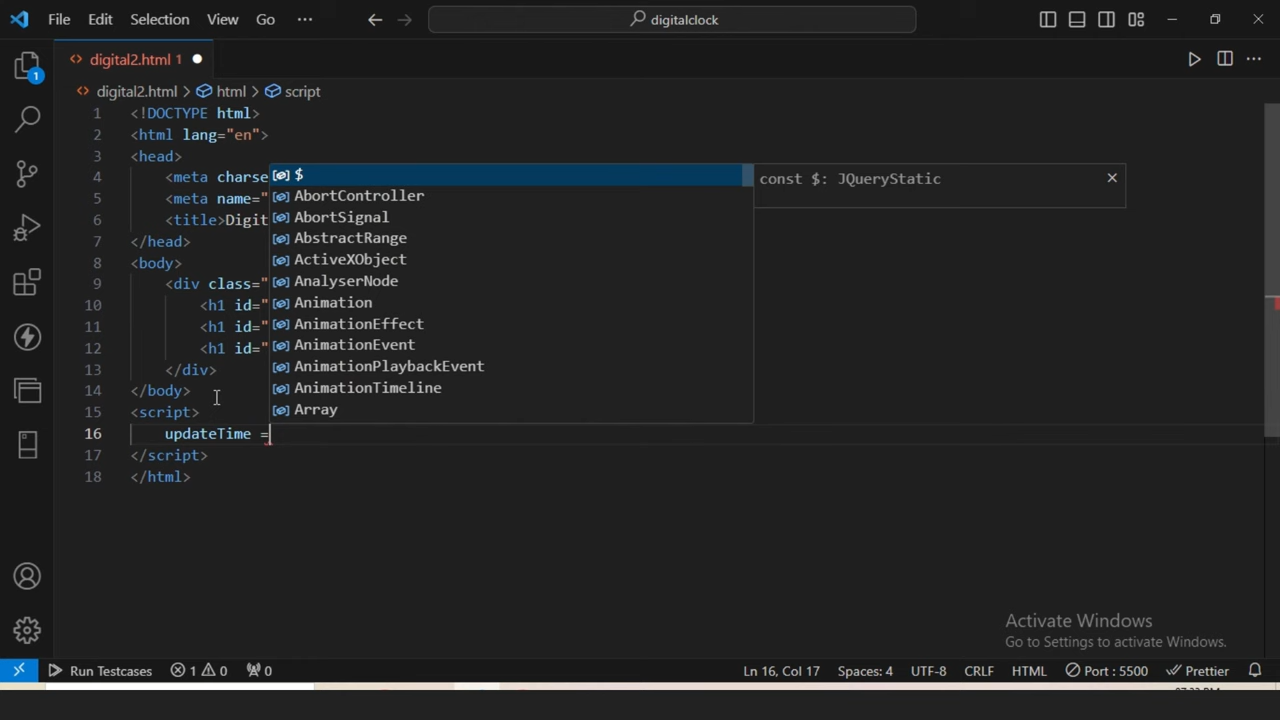 File Edit Selection View Go ··· digitalclock
digital2.html 1
digital2.html > html > script
1 <!DOCTYPE html>
2 <html lang="en">
3 <head>
4 <meta charse
5 <meta name="
6 <title>Digit
7 </head>
8 <body>
9 <div class="
10 <h1 id="
11 <h1 id="
12 <h1 id="
13 </div>
14 </body>
15 <script>
16 updateTime =
17 </script>
18 </html>
$
AbortController
AbortSignal
AbstractRange
ActiveXObject
AnalyserNode
Animation
AnimationEffect
AnimationEvent
AnimationPlaybackEvent
AnimationTimeline
Array
const $: JQueryStatic
1
Activate Windows
Go to Settings to activate Windows.
Run Testcases 1 0 0 Ln 16, Col 17 Spaces: 4 UTF-8 CRLF HTML Port : 5500 Prettier